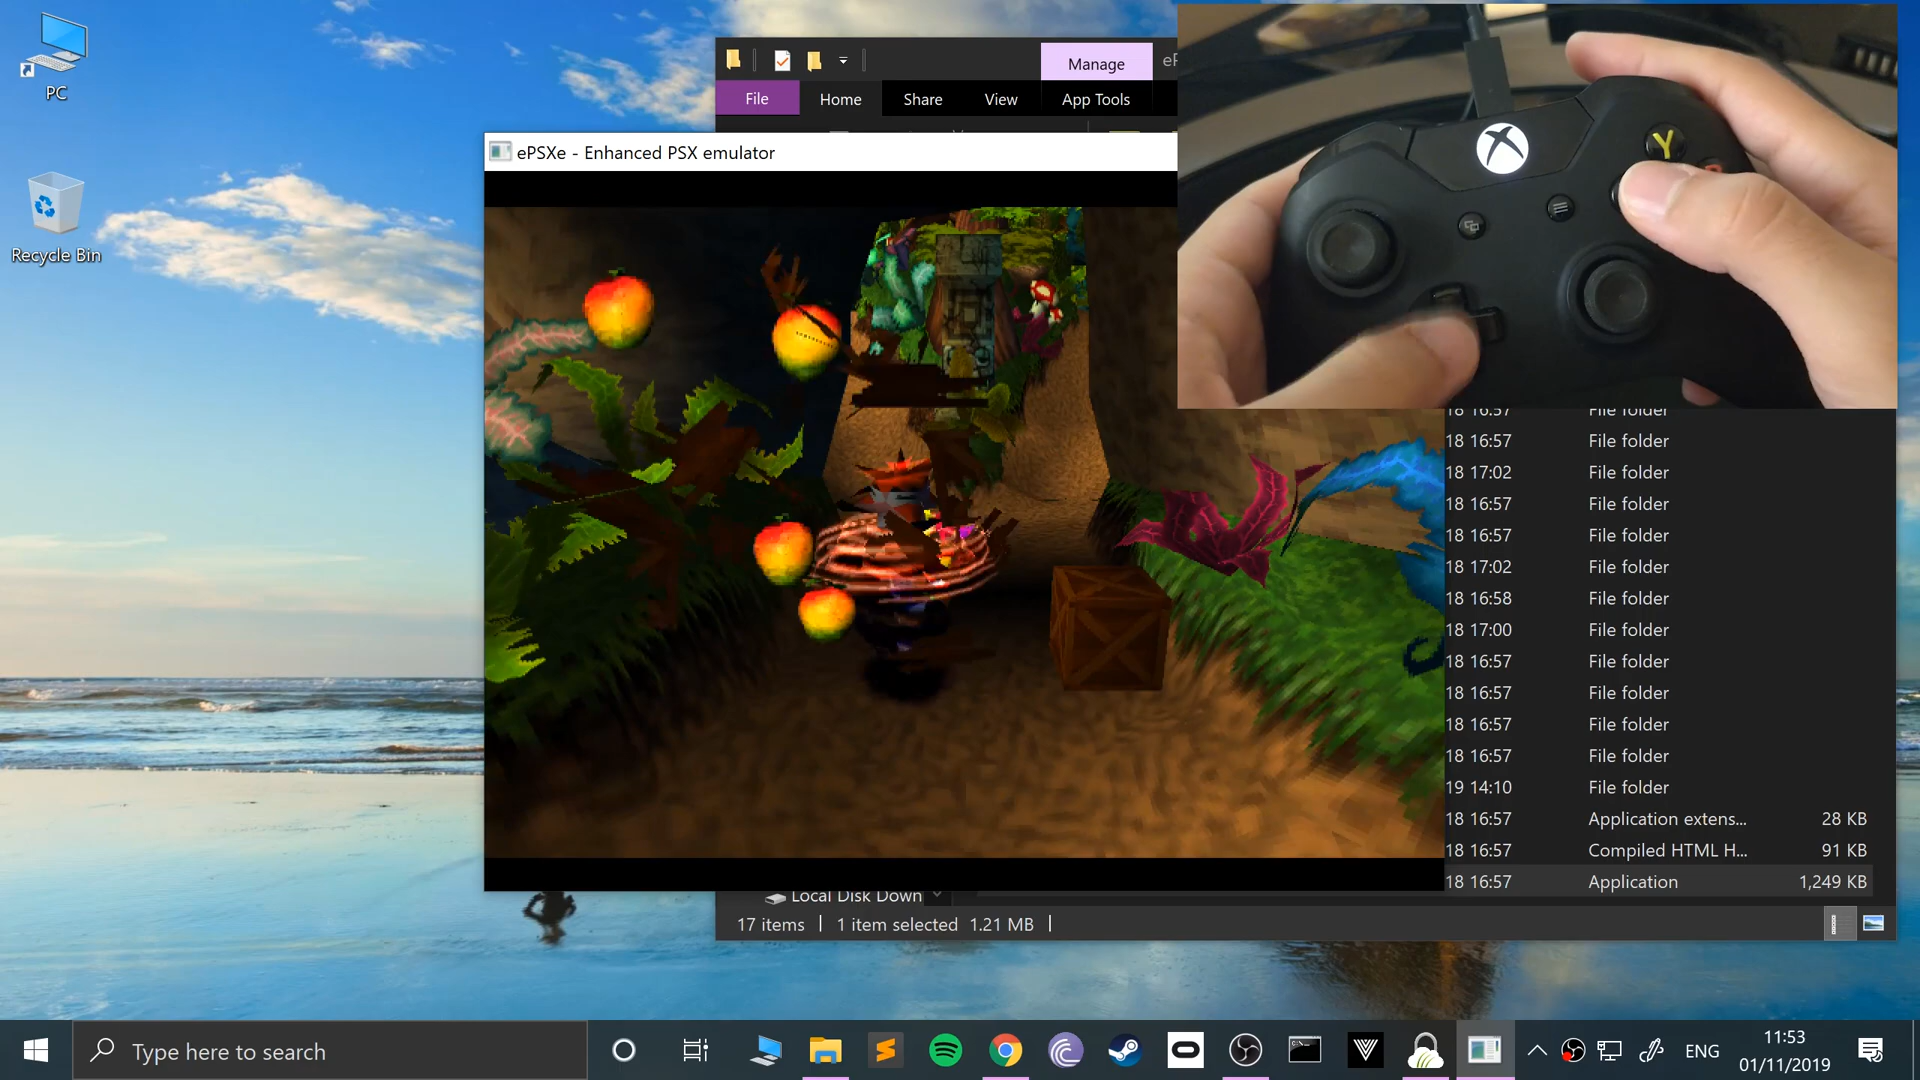 PC
Recycle Bin
Manage
eP
File
Home
Share
View
App Tools
ePSXe - Enhanced PSX emulator
Y
18 16:57 File folder
18 16:57 File folder
18 17:02 File folder
18 16:57 File folder
18 16:57 File folder
18 17:02 File folder
18 16:58 File folder
18 17:00 File folder
18 16:57 File folder
18 16:57 File folder
18 16:57 File folder
18 16:57 File folder
19 14:10 File folder
18 16:57 Application extens... 28 KB
18 16:57 Compiled HTML H... 91 KB
18 16:57 Application 1,249 KB
Local Disk Down
17 items 1 item selected 1.21 MB
Type here to search
ENG
11:53
01/11/2019